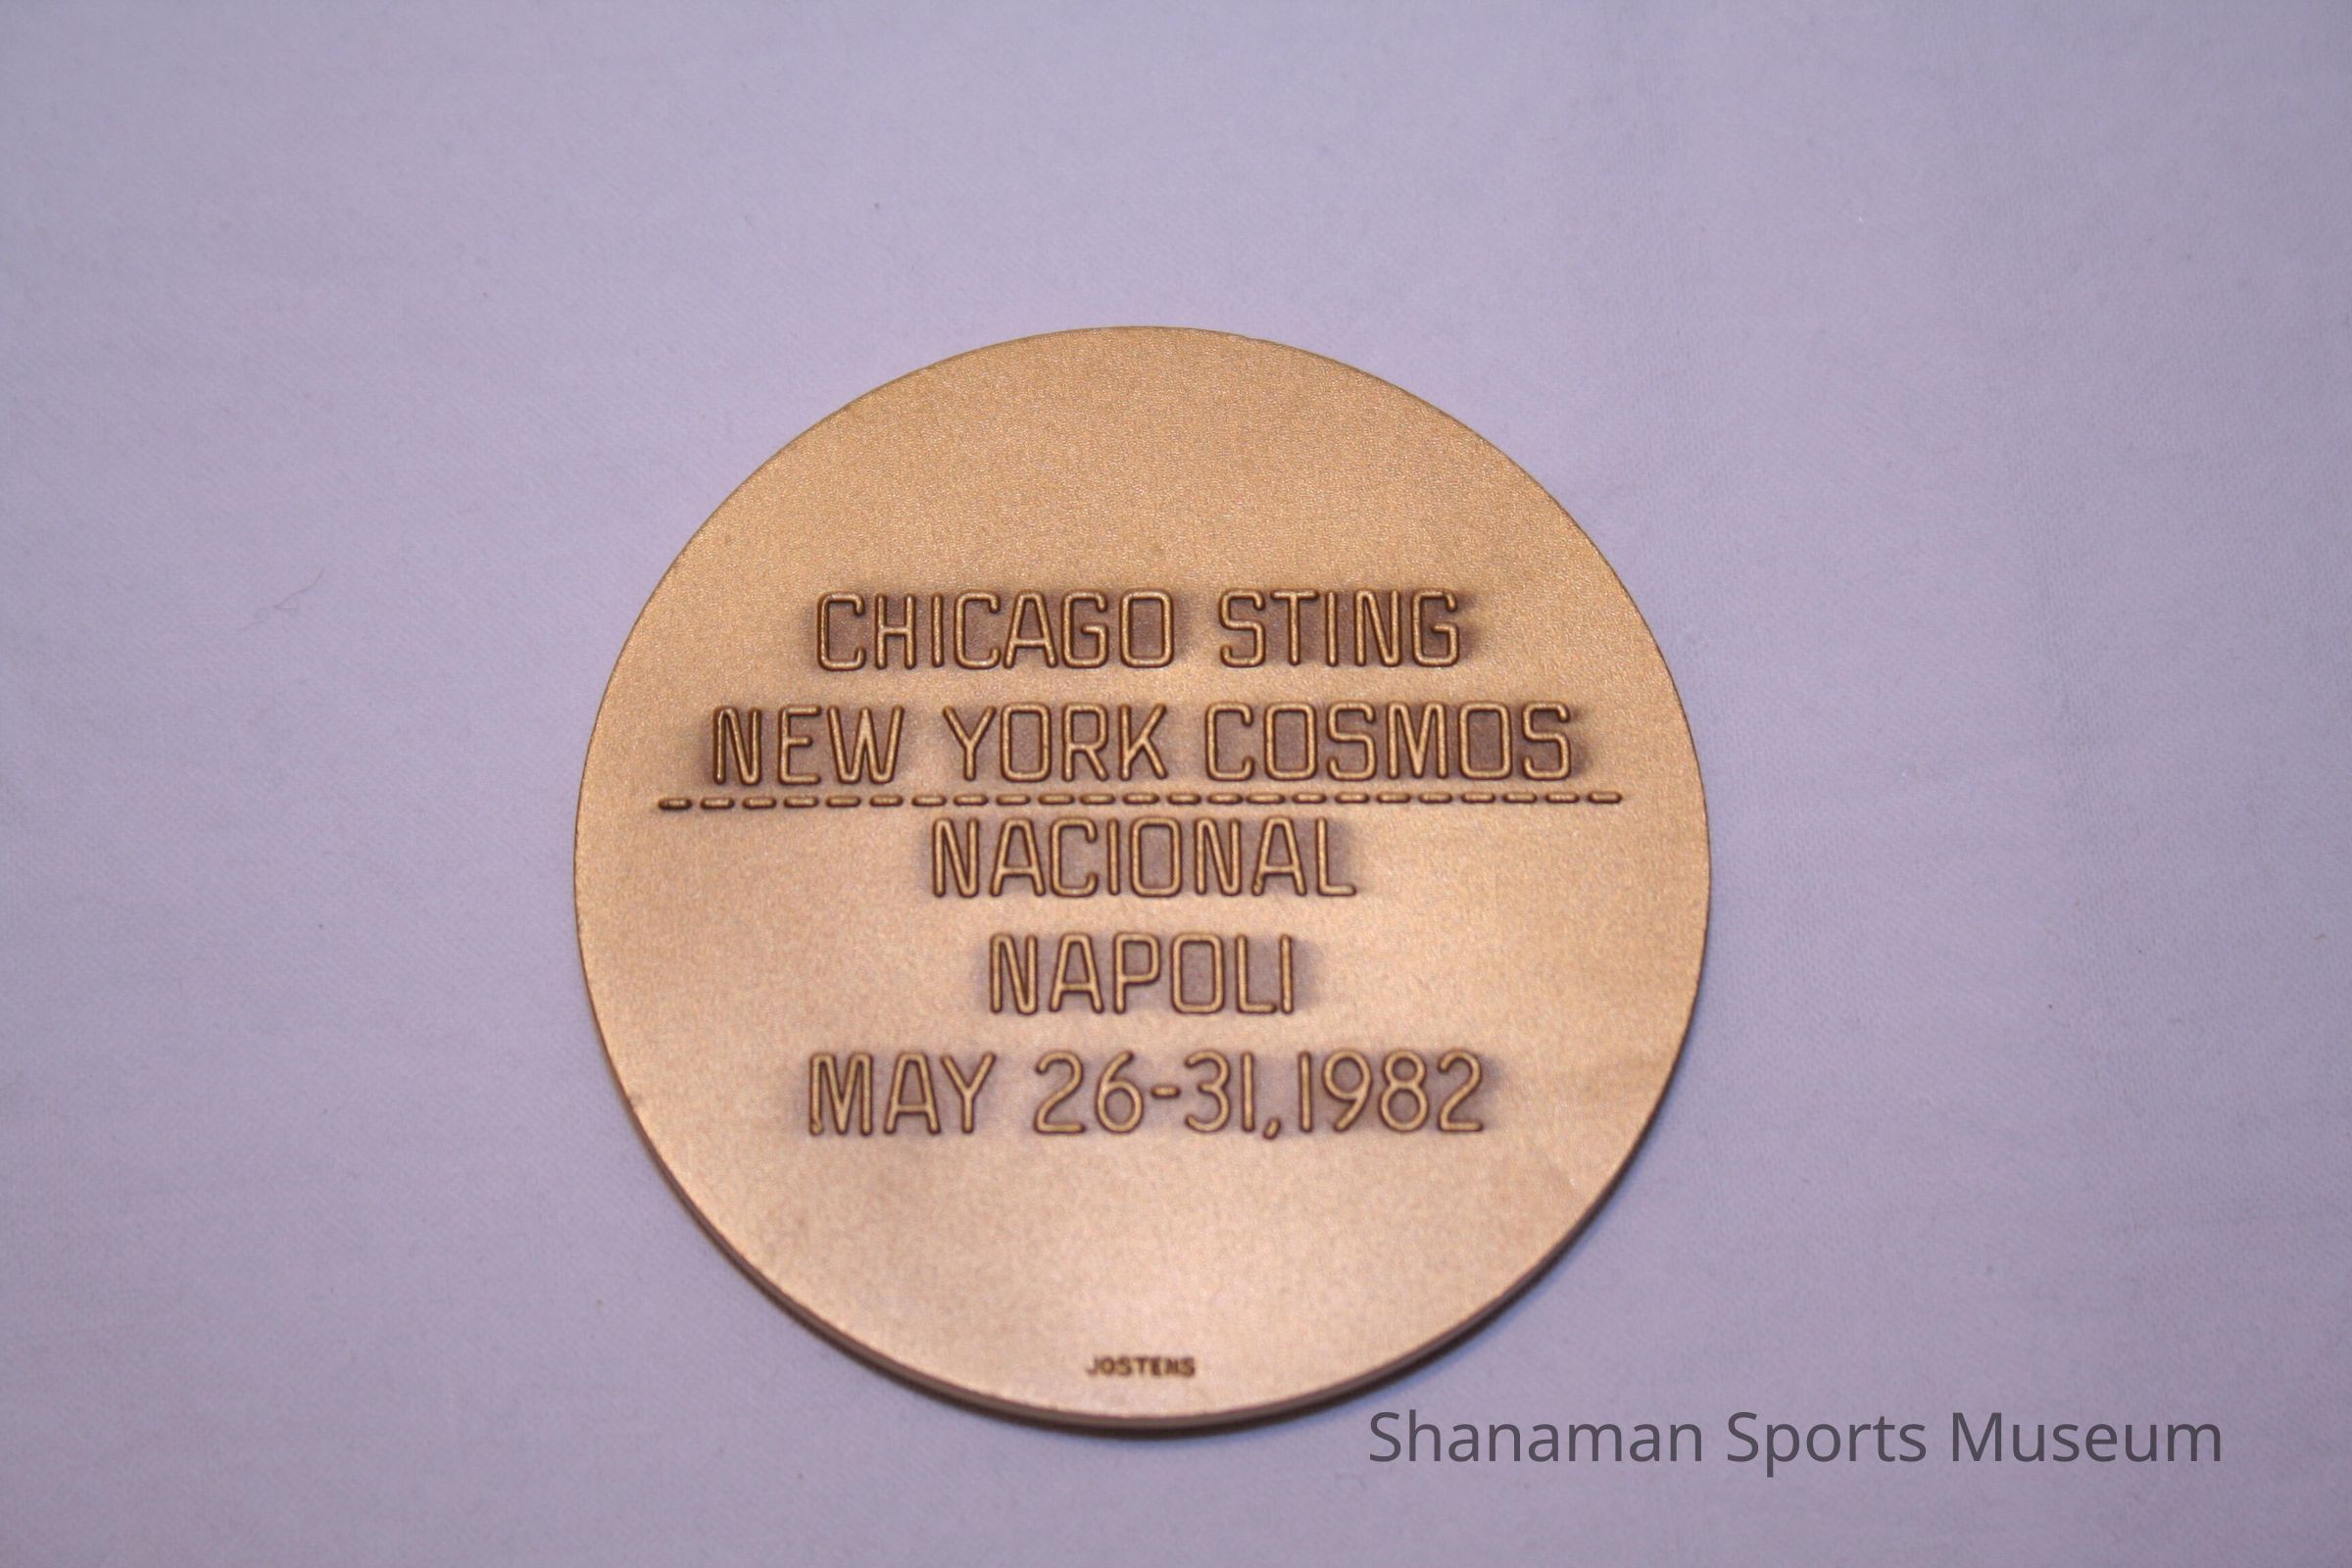 CHICAGO STING
NEW YORK COSMOS
NACIONAL
NAPOLI
MAY 26-31, 1982
JOSTENS
Shanaman Sports Museum